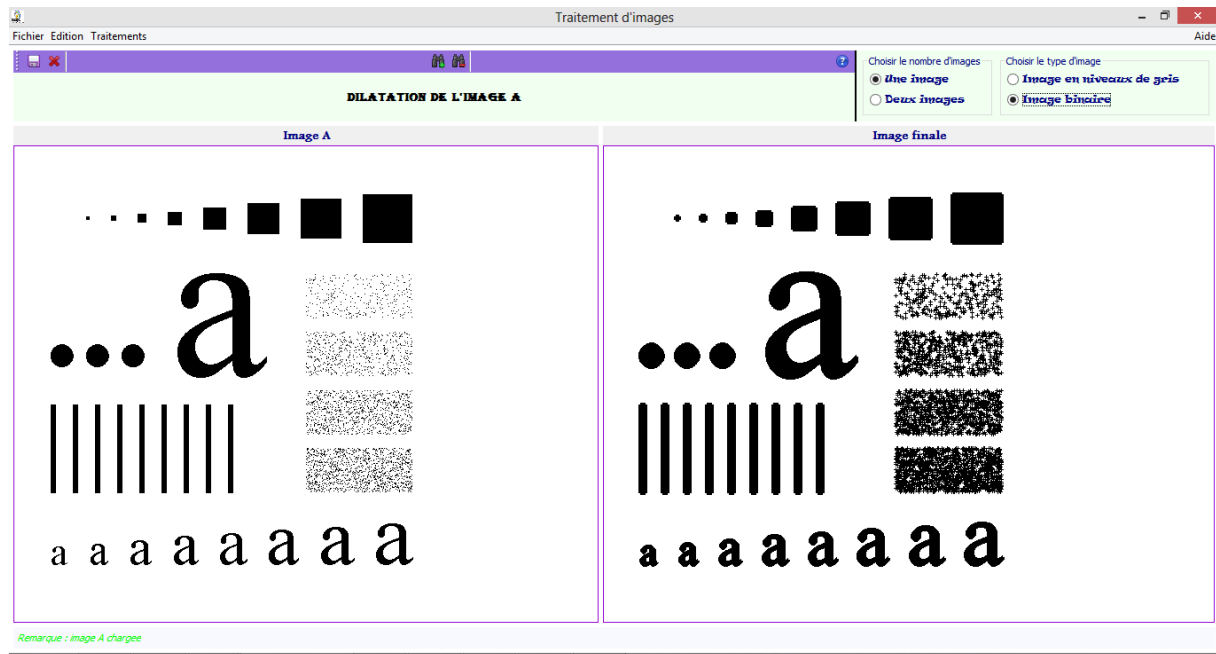 Traitement d'images
Fichier Edition Traitements Aide
Choisir le nombre d'images
Une image
Deux images
Choisir le type d'image
Image en niveaux de gris
Image binaire
DILATATION DE L'IMAGE A
Image A
Image finale
a
a
a a a a a a a a
a a a a a a a a
Remarque : image A chargee